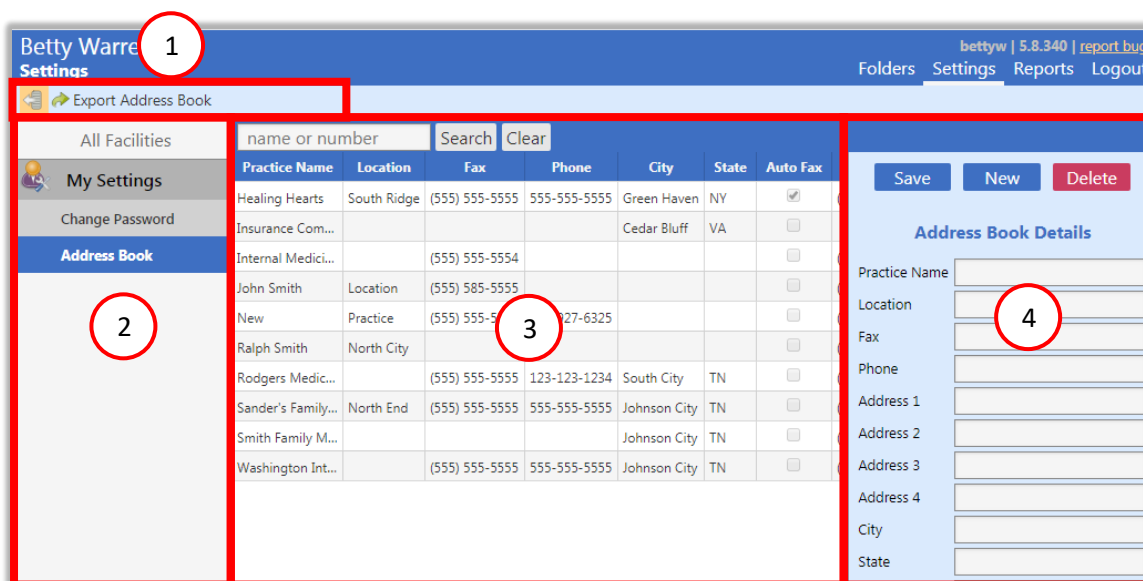 Betty Warre
1
bettyw | 5.8.340 | report bug
Settings
Folders Settings Reports Logout
Export Address Book
All Facilities
My Settings
Change Password
Address Book
2
name or number Search Clear
Practice Name Location Fax Phone City State Auto Fax
Healing Hearts South Ridge (555) 555-5555 555-555-5555 Green Haven NY
Insurance Com... Cedar Bluff VA
Internal Medici... (555) 555-5554
John Smith Location (555) 585-5555
New Practice (555) 555-5 927-6325
3
Ralph Smith North City
Rodgers Medic... (555) 555-5555 123-123-1234 South City TN
Sander's Family... North End (555) 555-5555 555-555-5555 Johnson City TN
Smith Family M... Johnson City TN
Washington Int... (555) 555-5555 555-555-5555 Johnson City TN
Save New Delete
Address Book Details
Practice Name
Location
4
Fax
Phone
Address 1
Address 2
Address 3
Address 4
City
State